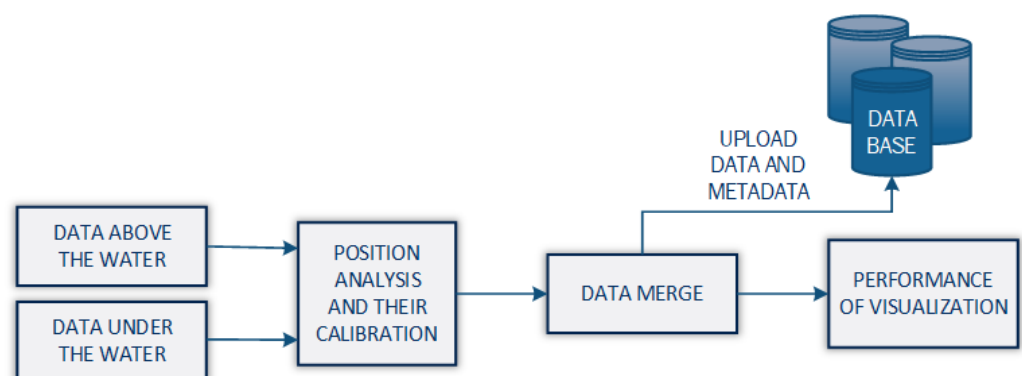 DATA
BASE
UPLOAD
DATA AND
METADATA
DATA ABOVE
THE WATER
DATA UNDER
THE WATER
POSITION
ANALYSIS
AND THEIR
CALIBRATION
DATA MERGE
PERFORMANCE
OF VISUALIZATION